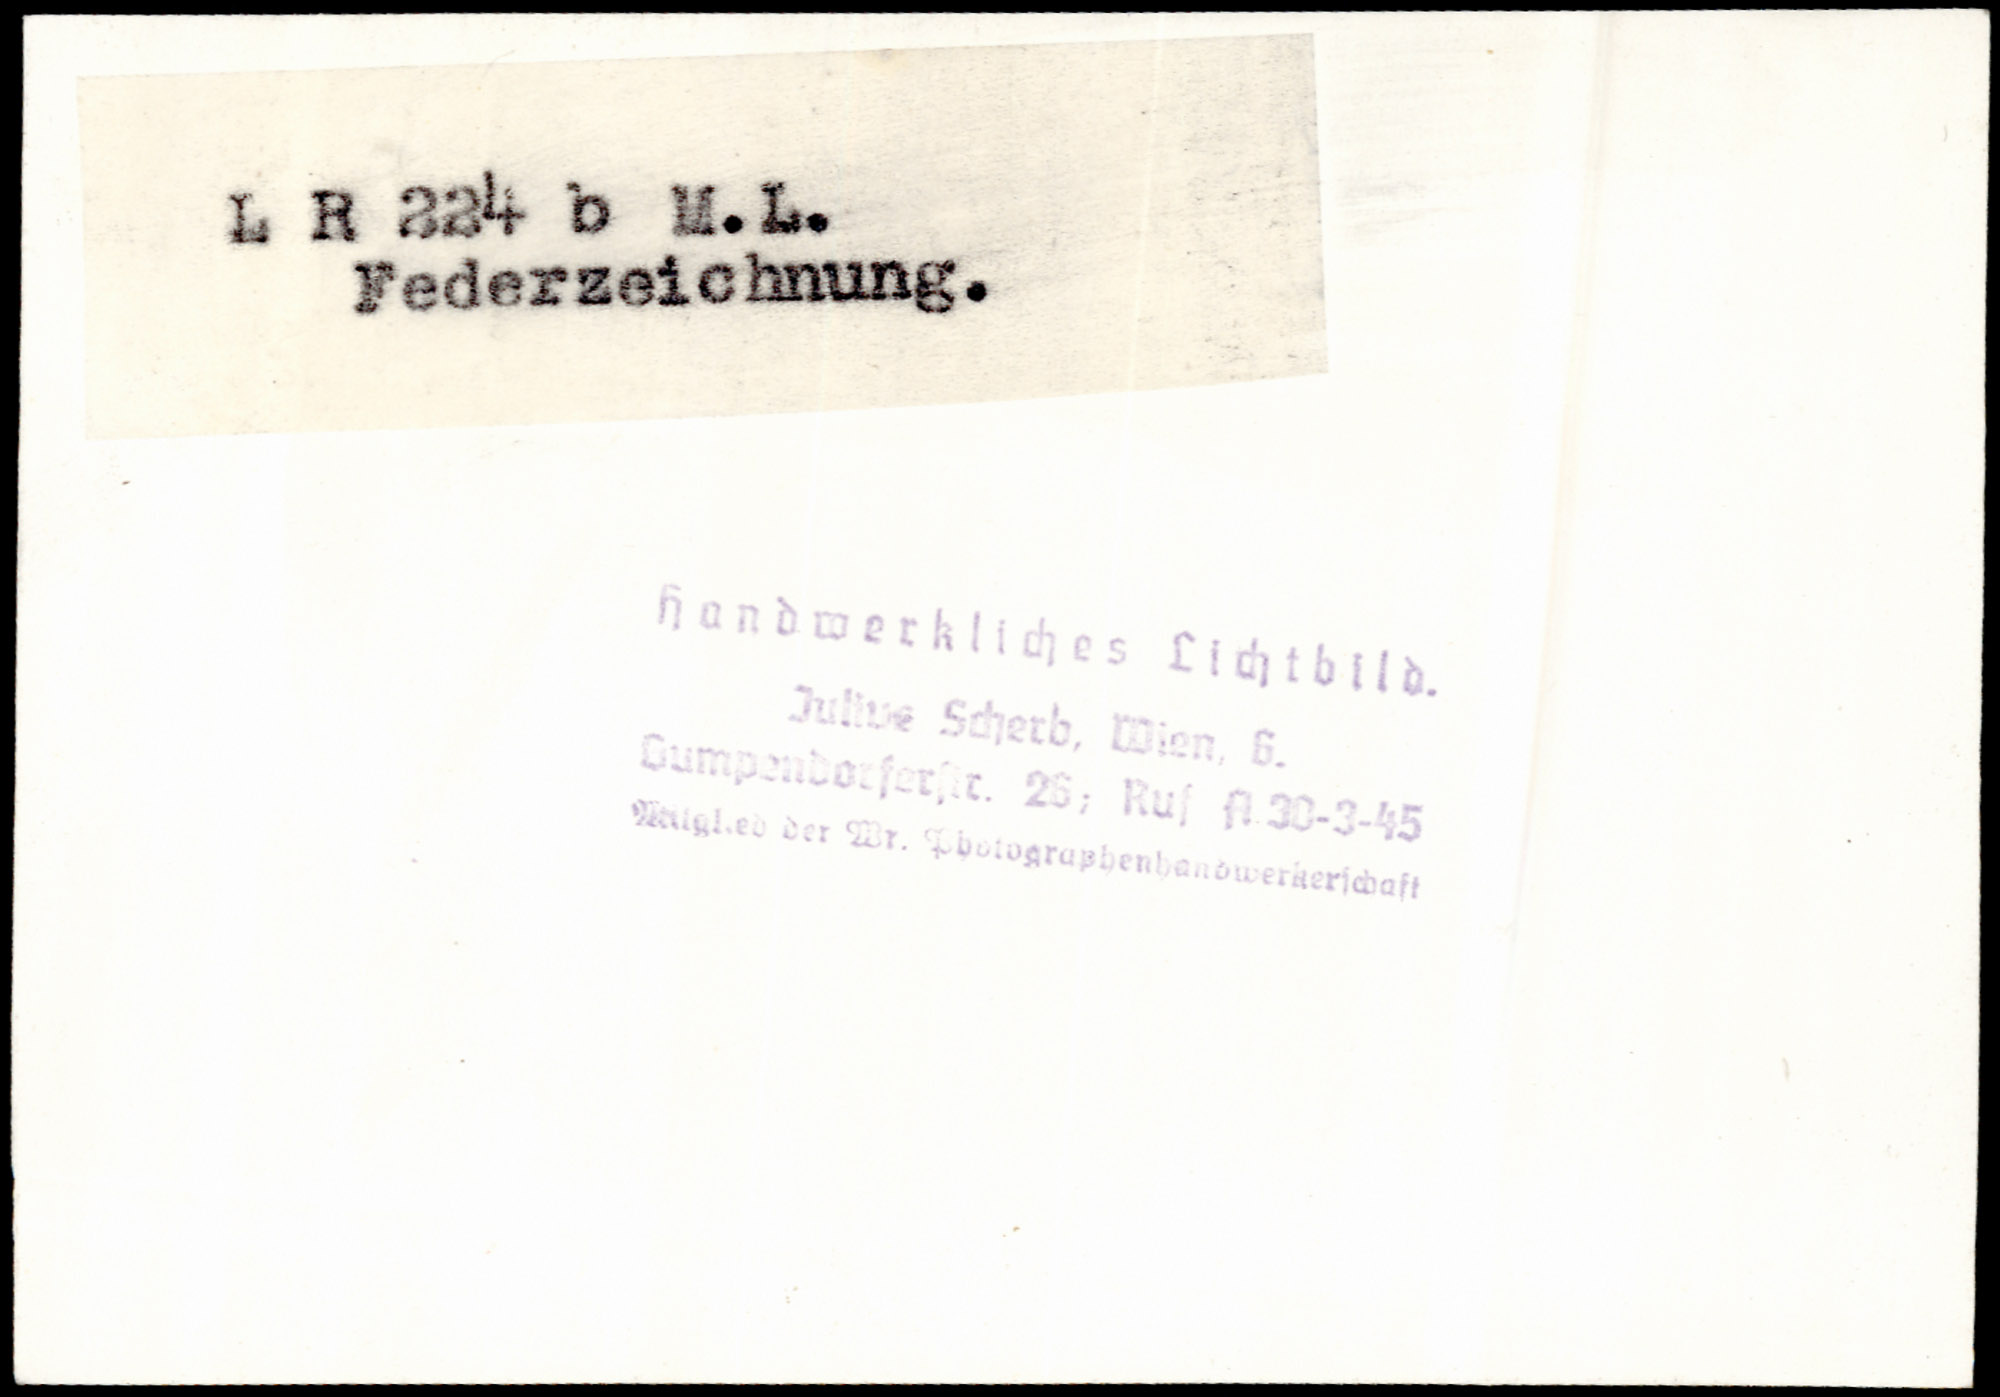 L R 224 b M.L.
Federzeichnung.
Handwerkliches Lichtbild.
Julius Scherb, Wien, 6.
Gumpendorferstr. 26; Ruf A 30-3-45
Mitglied der Wr. Photographenhandwerkerschaft